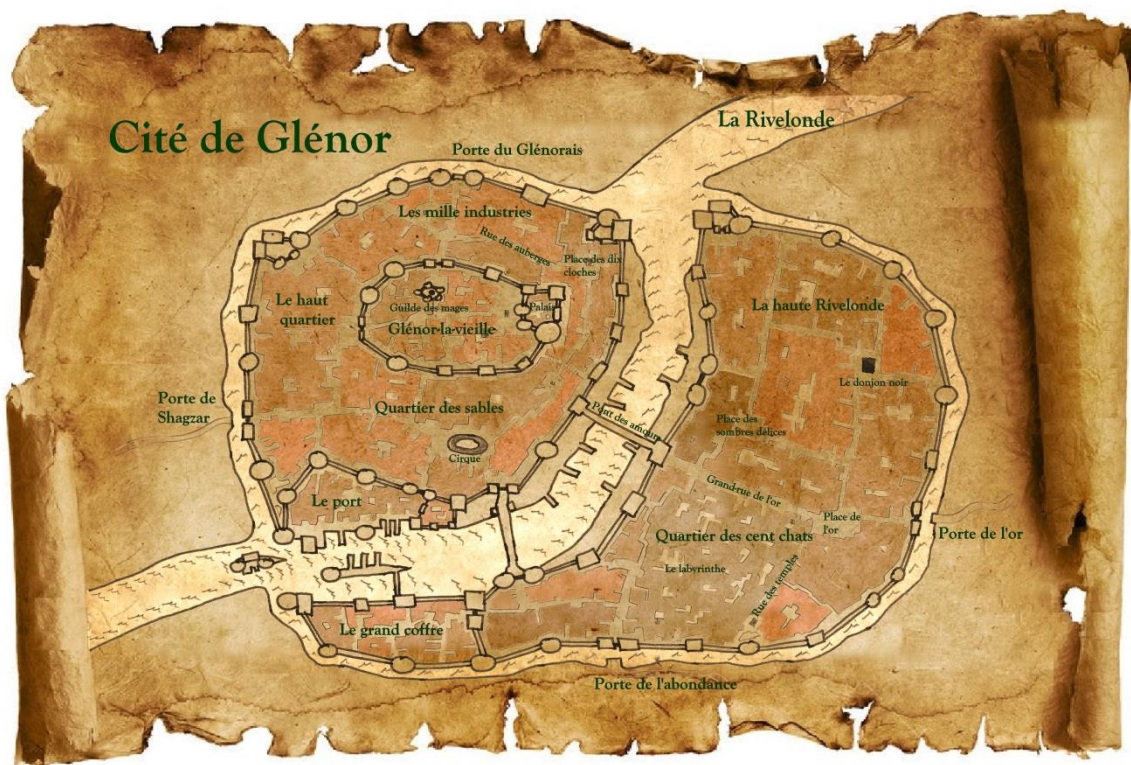 Cité de Glénor
La Rivelonde
Porte du Glénorais
Les mille industries
Rue des auberges
Place des dix
cloches
Le haut
quartier
Guilde des mages
Palais
Glénor-la-vieille
La haute Rivelonde
Le donjon noir
Porte de
Shagzar
Quartier des sables
Cirque
Pont des amours
Place des
sombres délices
Le port
Grand-rue de l'or
Place de
l'or
Porte de l'or
Quartier des cent chats
Le labyrinthe
Rue des temples
Le grand coffre
Porte de l'abondance